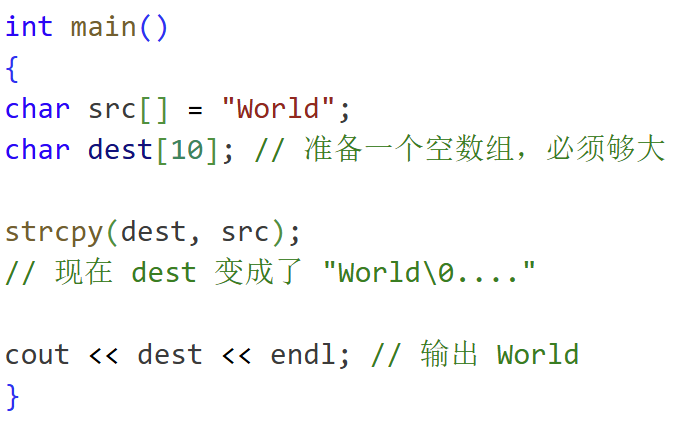 int main()
{
char src[] = "World";
char dest[10]; // 准备一个空数组，必须够大
strcpy(dest, src);
// 现在 dest 变成了 "World\0...."
cout << dest << endl; // 输出 World
}